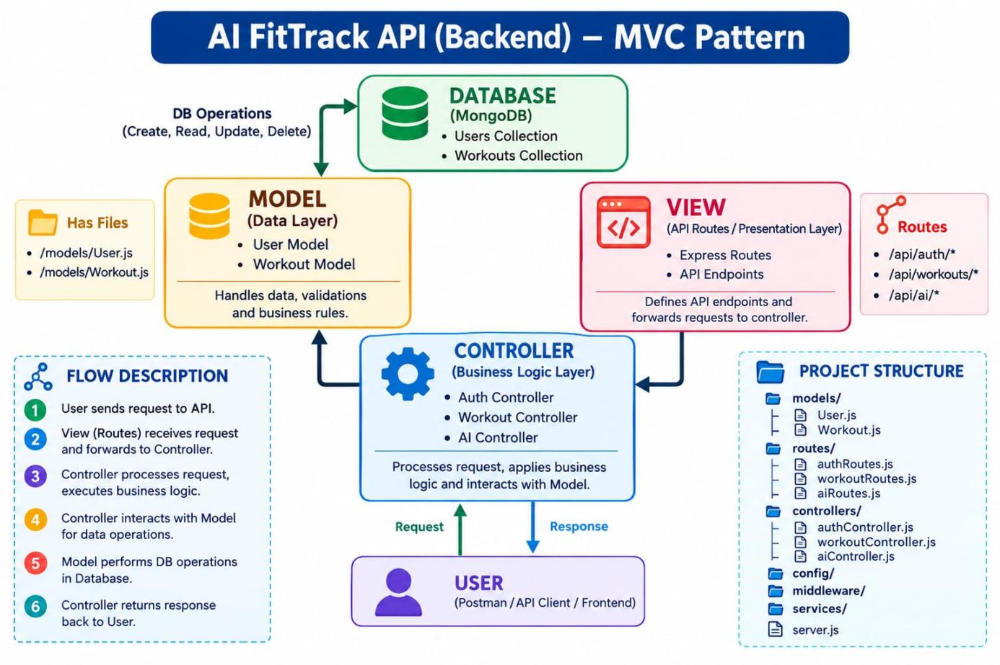 AI FitTrack API (Backend) – MVC Pattern
DB Operations
(Create, Read, Update, Delete)
DATABASE
(MongoDB)
• Users Collection
• Workouts Collection
Has Files
• /models/User.js
• /models/Workout.js
MODEL
(Data Layer)
• User Model
• Workout Model
Handles data, validations
and business rules.
VIEW
(API Routes / Presentation Layer)
• Express Routes
• API Endpoints
Defines API endpoints and
forwards requests to controller.
Routes
• /api/auth/*
• /api/workouts/*
• /api/ai/*
CONTROLLER
(Business Logic Layer)
• Auth Controller
• Workout Controller
• AI Controller
Processes request, applies business
logic and interacts with Model.
Request
Response
USER
(Postman / API Client / Frontend)
FLOW DESCRIPTION
1 User sends request to API.
2 View (Routes) receives request
and forwards to Controller.
3 Controller processes request,
executes business logic.
4 Controller interacts with Model
for data operations.
5 Model performs DB operations
in Database.
6 Controller returns response
back to User.
PROJECT STRUCTURE
models/
User.js
Workout.js
routes/
authRoutes.js
workoutRoutes.js
aiRoutes.js
controllers/
authController.js
workoutController.js
aiController.js
config/
middleware/
services/
server.js